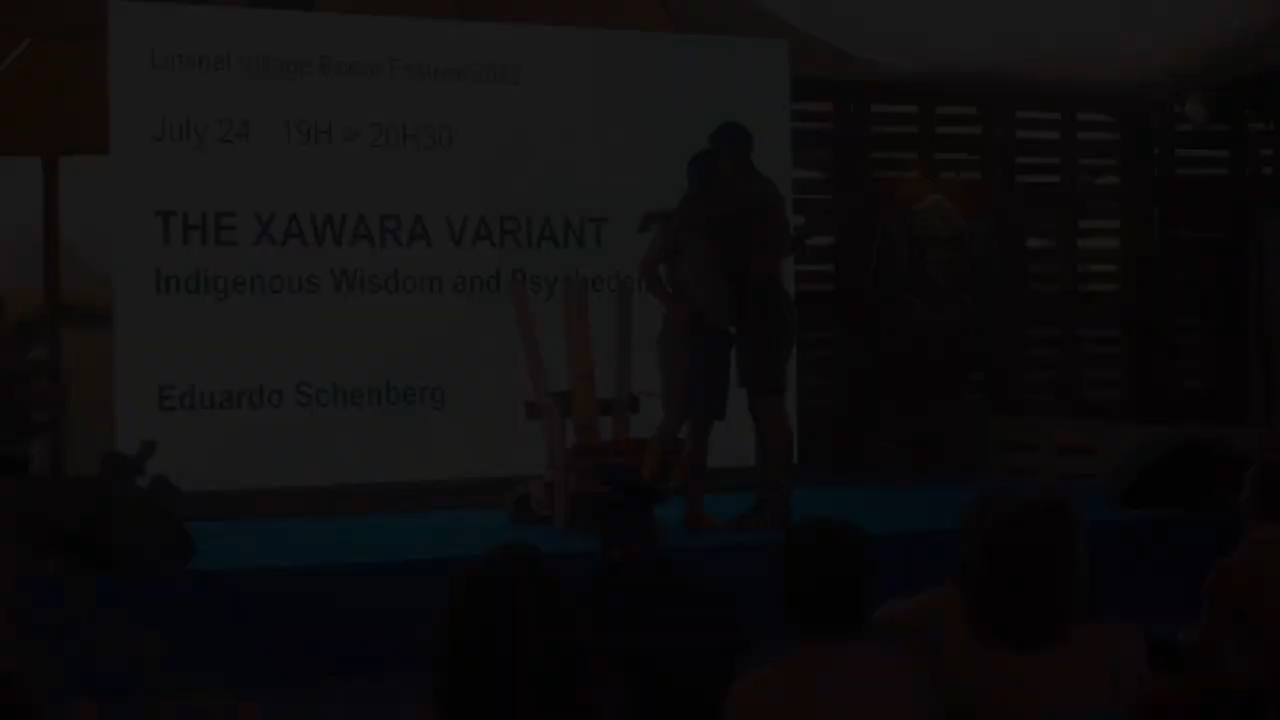 Liminal Village Boom Festival 2022
July 24 19H > 20H30
THE XAWARA VARIANT
Indigenous Wisdom and
Eduardo Schenberg